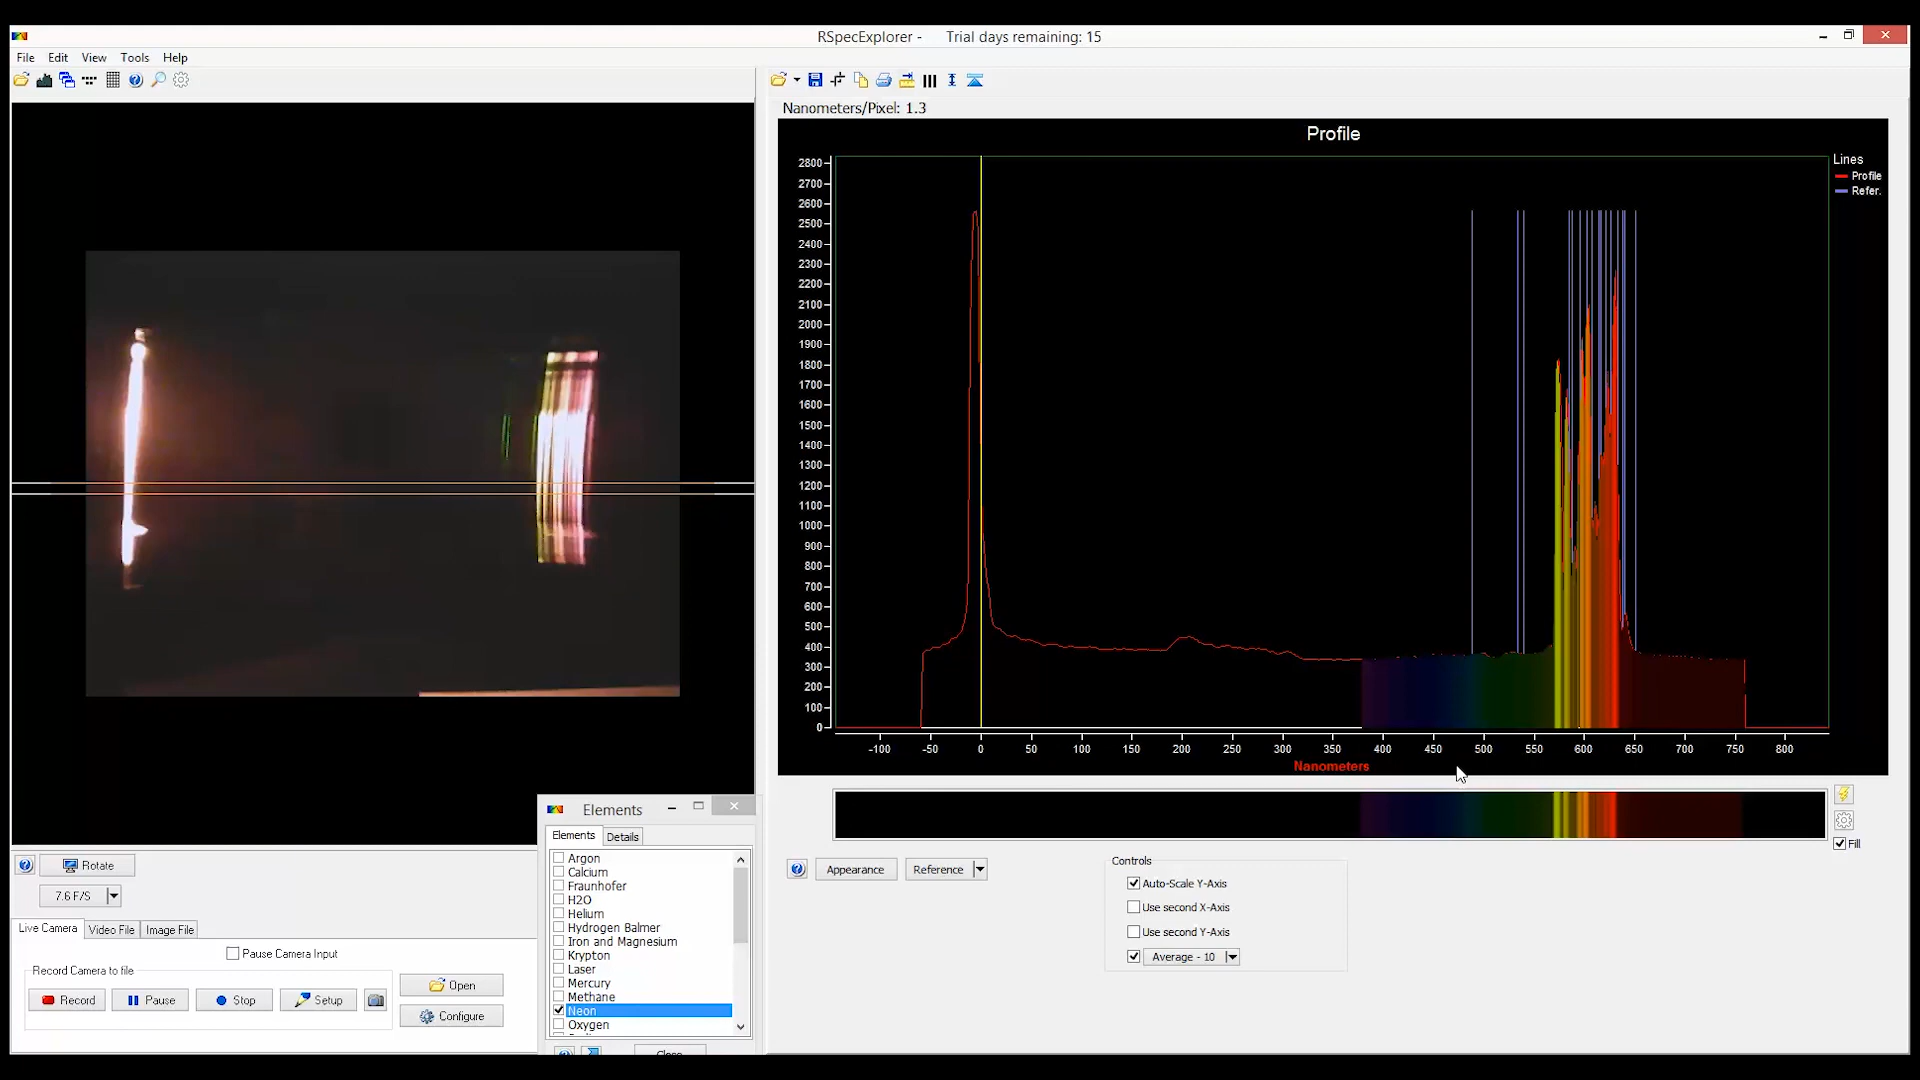 RSpecExplorer - Trial days remaining: 15
File Edit View Tools Help
Nanometers/Pixel: 1.3
Profile
Lines
Profile
Refer.
2800
2700
2600
2500
2400
2300
2200
2100
2000
1900
1800
1700
1600
1500
1400
1300
1200
1100
1000
900
800
700
600
500
400
300
200
100
0
-100 -50 0 50 100 150 200 250 300 350 400 450 500 550 600 650 700 750 800
Nanometers
Fill
Appearance Reference
Controls
Auto-Scale Y-Axis
Use second X-Axis
Use second Y-Axis
Average - 10
Elements
Elements Details
Argon
Calcium
Fraunhofer
H2O
Helium
Hydrogen Balmer
Iron and Magnesium
Krypton
Laser
Mercury
Methane
Neon
Oxygen
Close
Rotate
7.6 F/S
Live Camera Video File Image File
Pause Camera Input
Record Camera to file
Record Pause Stop Setup
Open
Configure